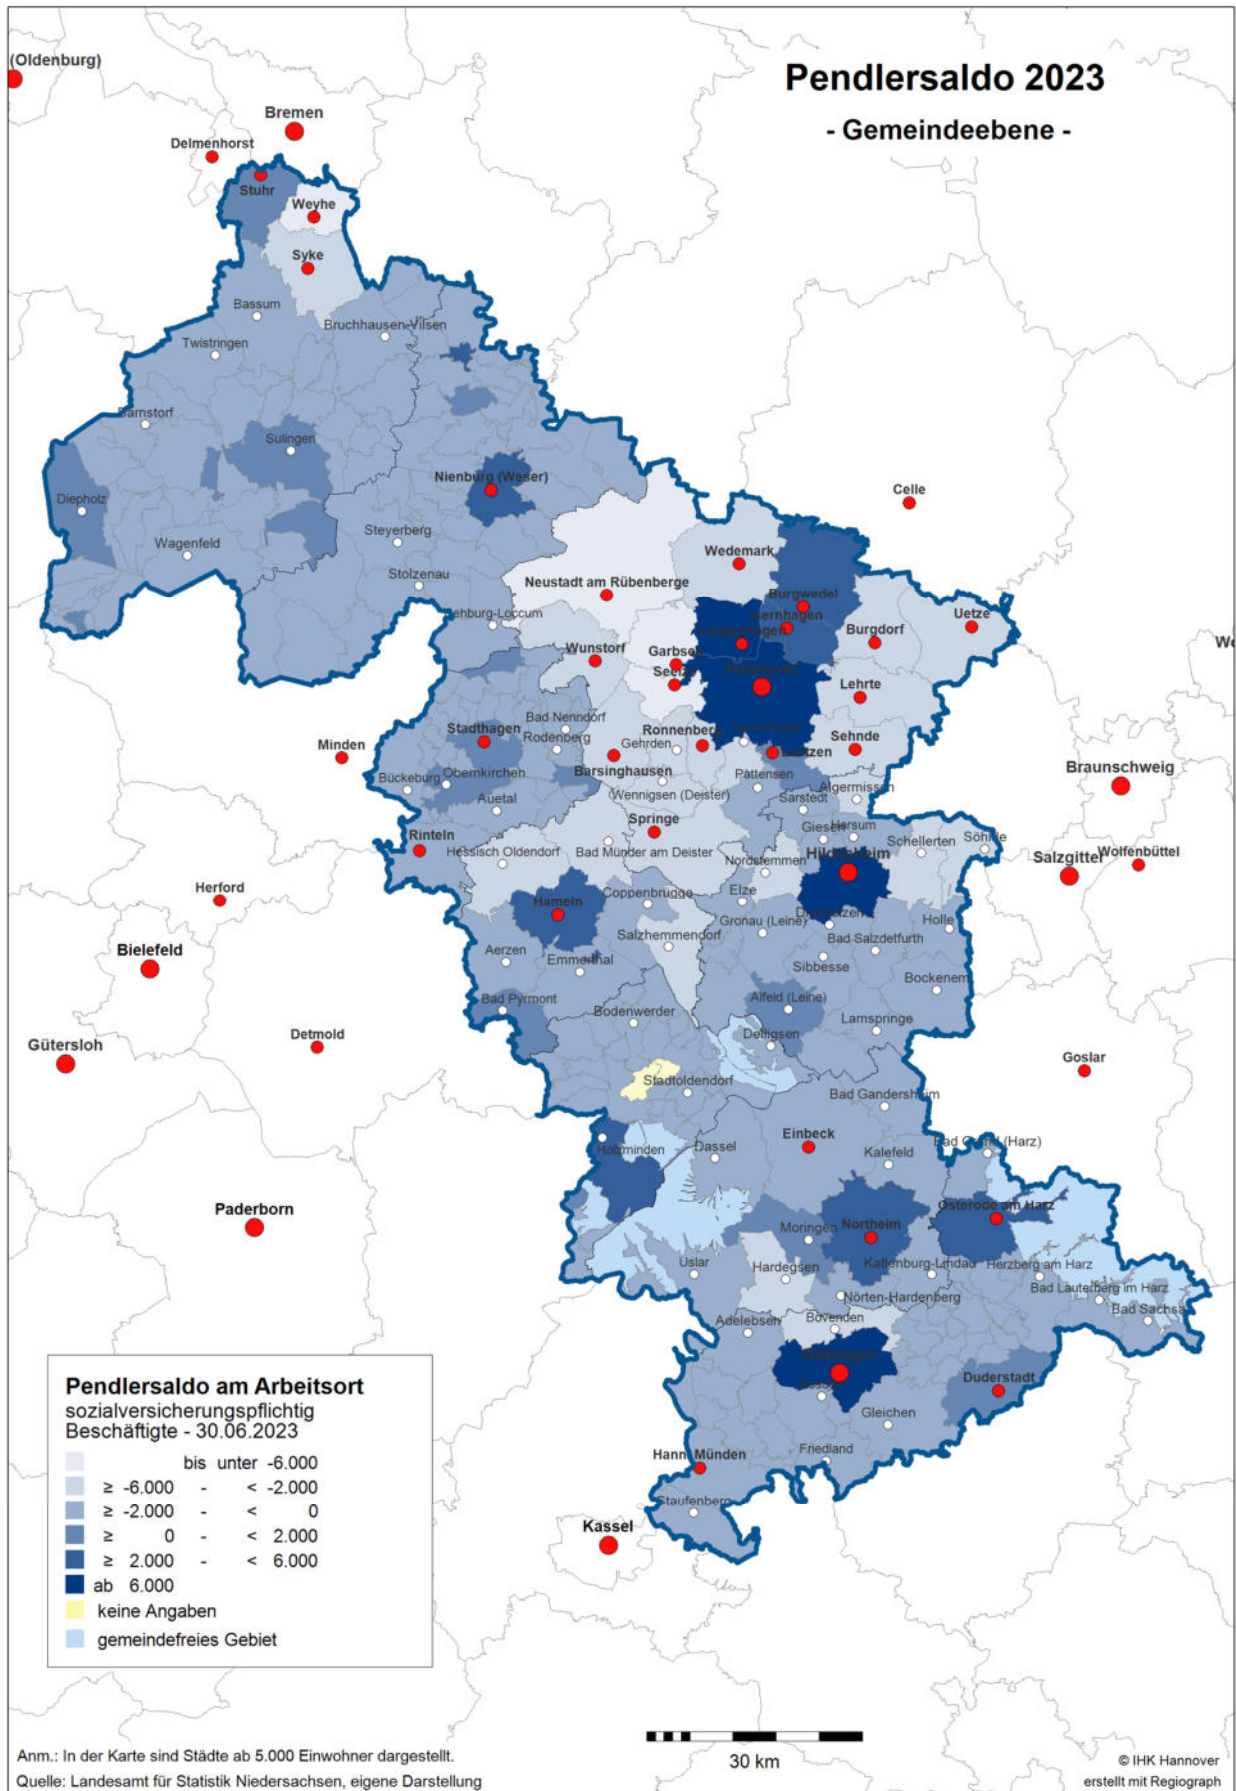 Pendlersaldo 2023
- Gemeindeebene -
(Oldenburg)
Bremen
Delmenhorst
Stuhr
Weyhe
Syke
Bassum
Bruchhausen-Vilsen
Twistringen
Barnstorf
Sulingen
Diepholz
Nienburg (Weser)
Celle
Steyerberg
Wagenfeld
Stolzenau
Wedemark
Neustadt am Rübenberge
Burgwedel
Uetze
Burgdorf
Wunstorf
Garbsen
Seelze
Lehrte
Bad Nenndorf
Stadthagen
Rodenberg
Gehrden
Ronnenberg
Sehnde
Minden
Barsinghausen
Pattensen
Braunschweig
Bückeburg
Obernkirchen
Wennigsen (Deister)
Algermissen
Auetal
Sarstedt
Springe
Giesen
Harsum
Rinteln
Hessisch Oldendorf
Bad Münder am Deister
Nordstemmen
Hildesheim
Schellerten
Söhlde
Salzgitter
Wolfenbüttel
Herford
Hameln
Coppenbrügge
Elze
Gronau (Leine)
Holle
Bielefeld
Aerzen
Salzhemmendorf
Bad Salzdetfurth
Emmerthal
Sibbesse
Bockenem
Bad Pyrmont
Alfeld (Leine)
Bodenwerder
Lamspringe
Detmold
Gütersloh
Delligsen
Goslar
Stadtoldendorf
Bad Gandersheim
Einbeck
Holzminden
Dassel
Kalefeld
Paderborn
Osterode am Harz
Moringen
Northeim
Uslar
Hardegsen
Katlenburg-Lindau
Herzberg am Harz
Nörten-Hardenberg
Bad Lauterberg im Harz
Bad Sachsa
Adelebsen
Bovenden
Göttingen
Duderstadt
Gleichen
Hann. Münden
Friedland
Staufenberg
Kassel
Pendlersaldo am Arbeitsort
sozialversicherungspflichtig
Beschäftigte - 30.06.2023
bis unter -6.000
≥ -6.000 - < -2.000
≥ -2.000 - < 0
≥ 0 - < 2.000
≥ 2.000 - < 6.000
ab 6.000
keine Angaben
gemeindefreies Gebiet
30 km
Anm.: In der Karte sind Städte ab 5.000 Einwohner dargestellt.
Quelle: Landesamt für Statistik Niedersachsen, eigene Darstellung
© IHK Hannover
erstellt mit Regiograph